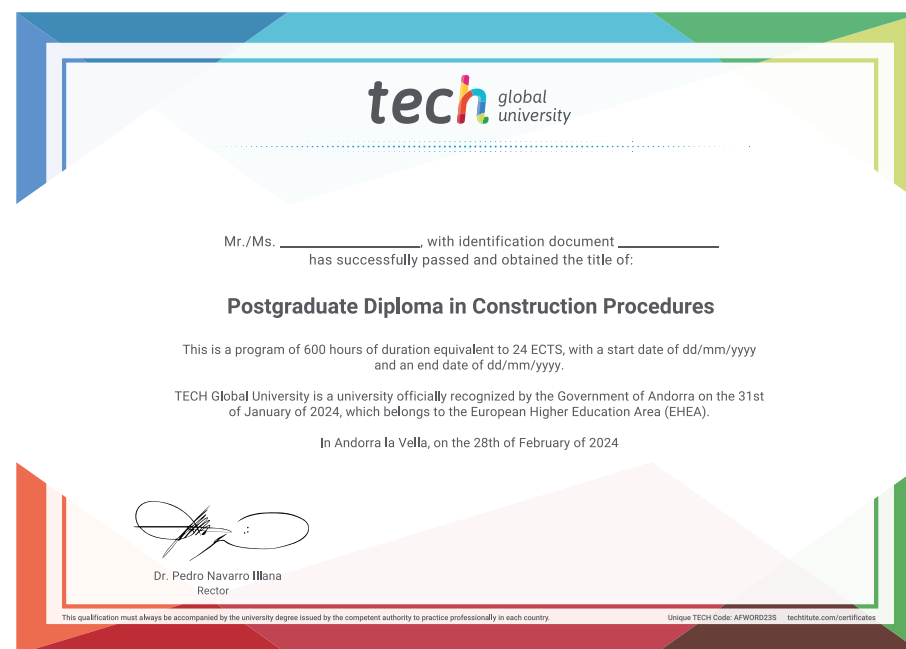 tech global
university
Mr./Ms. ____________________, with identification document ______________
has successfully passed and obtained the title of:
Postgraduate Diploma in Construction Procedures
This is a program of 600 hours of duration equivalent to 24 ECTS, with a start date of dd/mm/yyyy
and an end date of dd/mm/yyyy.
TECH Global University is a university officially recognized by the Government of Andorra on the 31st
of January of 2024, which belongs to the European Higher Education Area (EHEA).
In Andorra la Vella, on the 28th of February of 2024
Dr. Pedro Navarro Illana
Rector
This qualification must always be accompanied by the university degree issued by the competent authority to practice professionally in each country. Unique TECH Code: AFWORD23S techtitute.com/certificates